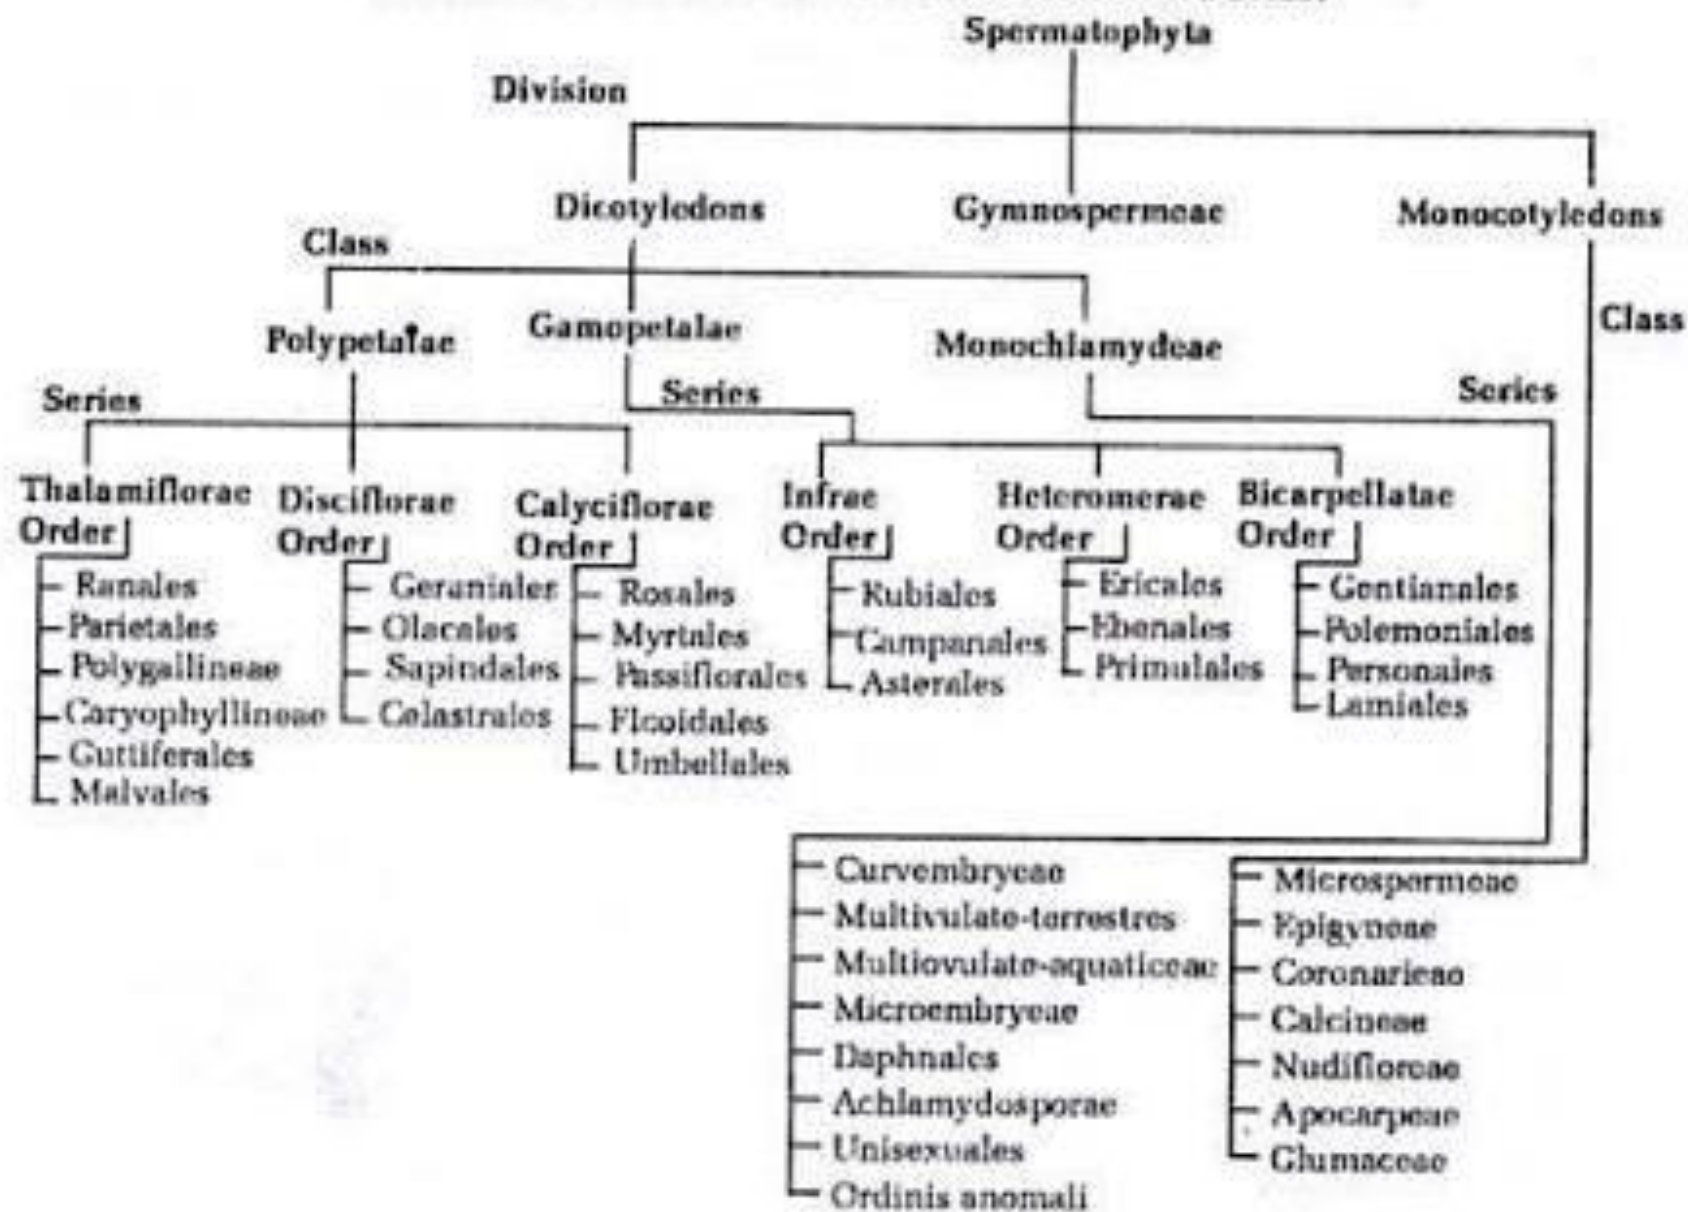 Spermatophyta
Division
Dicotyledons
Gymnospermeae
Monocotyledons
Class
Polypetalae
Gamopetalae
Monochlamydeae
Class
Series
Series
Series
Thalamiflorae
Order
Ranales
Parietales
Polygallineae
Caryophyllineae
Guttiferales
Malvales
Disciflorae
Order
Geraniales
Olacales
Sapindales
Celastrales
Calyciflorae
Order
Rosales
Myrtales
Passiflorales
Ficoidales
Umbellales
Infrae
Order
Rubiales
Campanales
Asterales
Heteromerae
Order
Ericales
Ebenales
Primulales
Bicarpellatae
Order
Gentianales
Polemoniales
Personales
Lamiales
Curvembryeae
Multivulate-terrestres
Multiovulate-aquaticeae
Microembryeae
Daphnales
Achlamydosporae
Unisexuales
Ordinis anomali
Microspermeae
Epigyneae
Coronarieae
Calcineae
Nudifloreae
Apocarpeae
Glumaceae